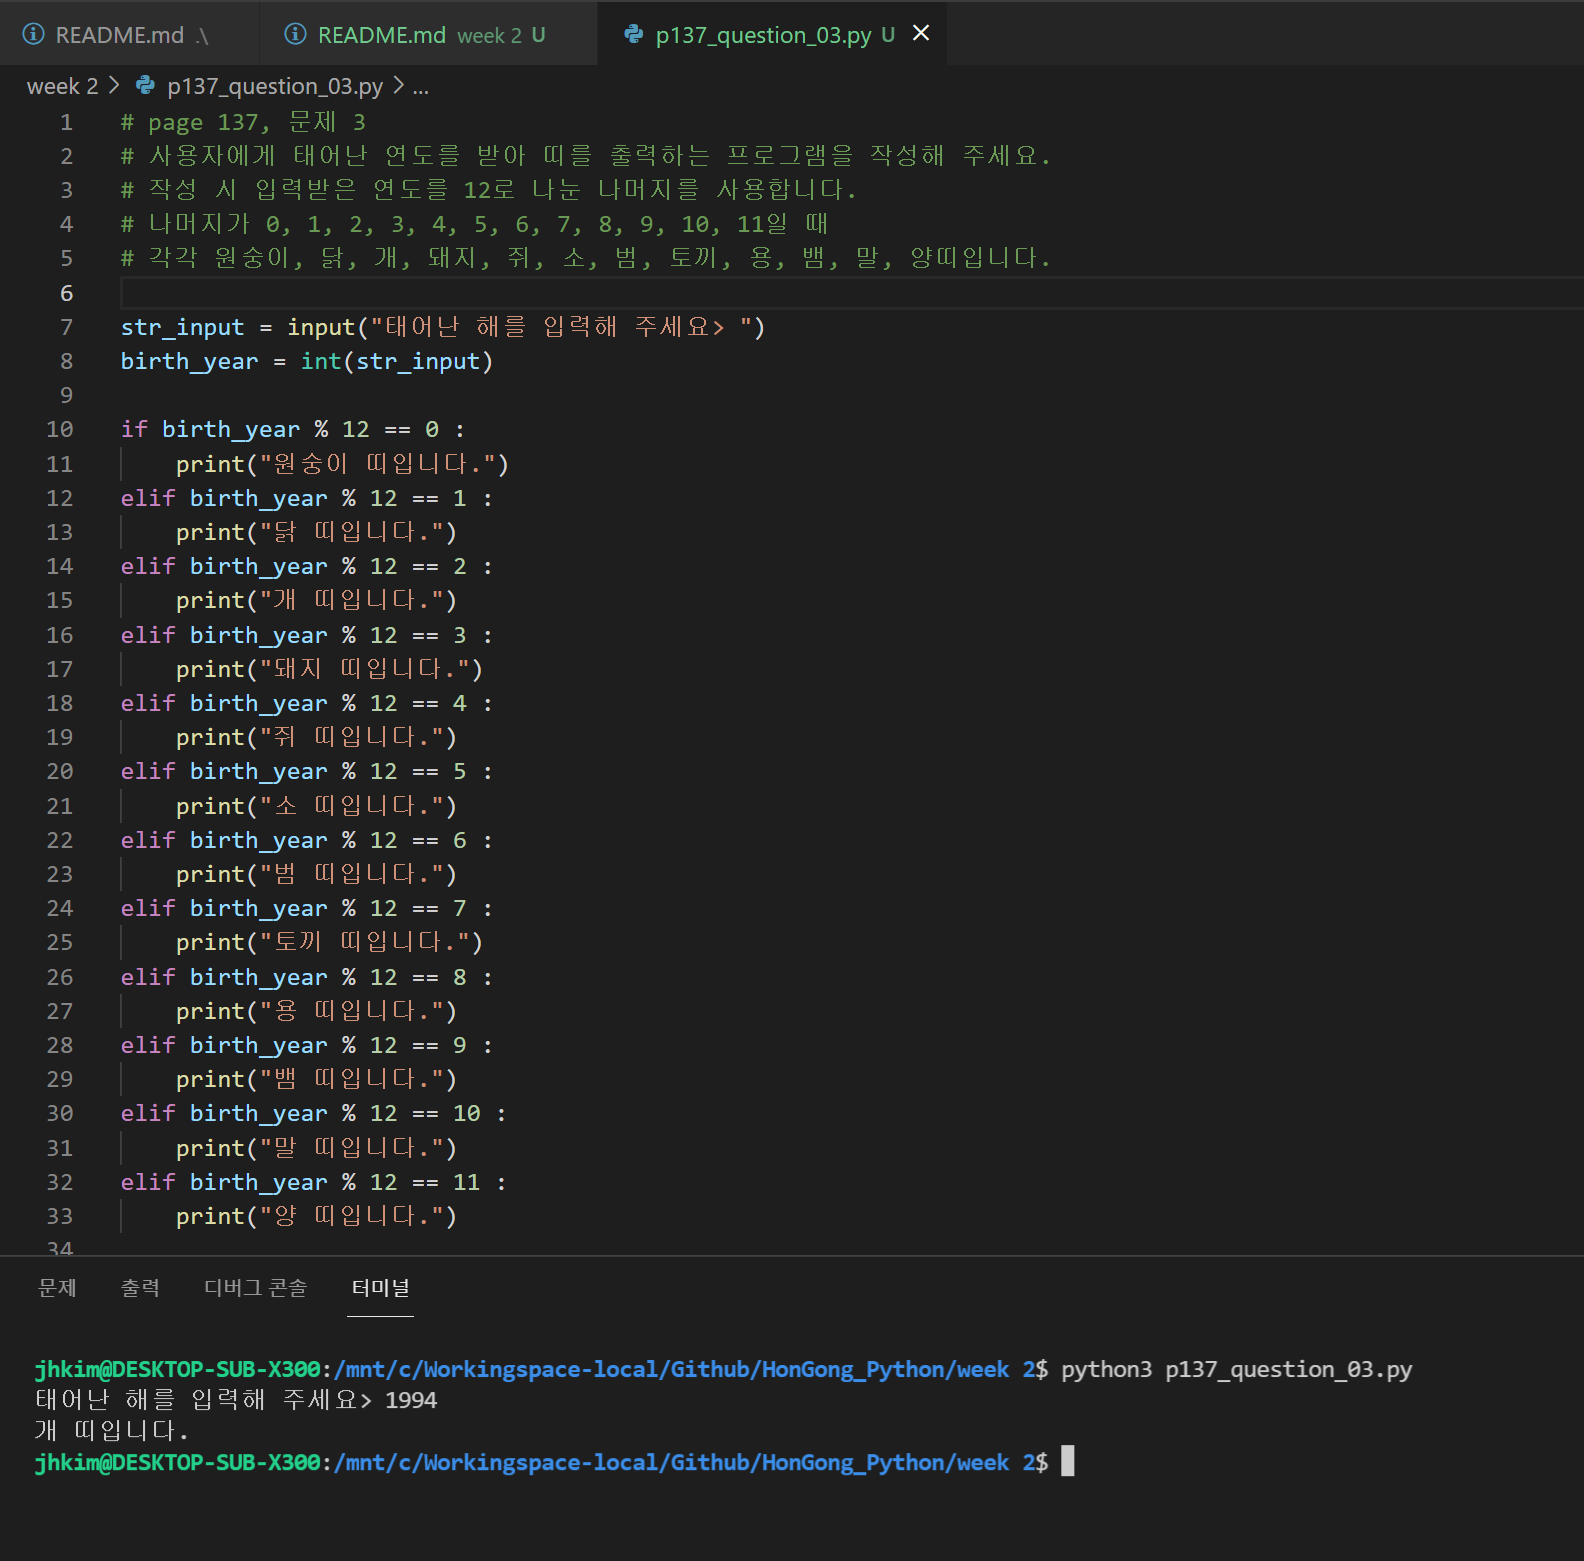 README.md .\
README.md week 2 U
p137_question_03.py U
week 2 > p137_question_03.py > ...
1 # page 137, 문제 3
2 # 사용자에게 태어난 연도를 받아 띠를 출력하는 프로그램을 작성해 주세요.
3 # 작성 시 입력받은 연도를 12로 나눈 나머지를 사용합니다.
4 # 나머지가 0, 1, 2, 3, 4, 5, 6, 7, 8, 9, 10, 11일 때
5 # 각각 원숭이, 닭, 개, 돼지, 쥐, 소, 범, 토끼, 용, 뱀, 말, 양띠입니다.
6
7 str_input = input("태어난 해를 입력해 주세요> ")
8 birth_year = int(str_input)
9
10 if birth_year % 12 == 0 :
11     print("원숭이 띠입니다.")
12 elif birth_year % 12 == 1 :
13     print("닭 띠입니다.")
14 elif birth_year % 12 == 2 :
15     print("개 띠입니다.")
16 elif birth_year % 12 == 3 :
17     print("돼지 띠입니다.")
18 elif birth_year % 12 == 4 :
19     print("쥐 띠입니다.")
20 elif birth_year % 12 == 5 :
21     print("소 띠입니다.")
22 elif birth_year % 12 == 6 :
23     print("범 띠입니다.")
24 elif birth_year % 12 == 7 :
25     print("토끼 띠입니다.")
26 elif birth_year % 12 == 8 :
27     print("용 띠입니다.")
28 elif birth_year % 12 == 9 :
29     print("뱀 띠입니다.")
30 elif birth_year % 12 == 10 :
31     print("말 띠입니다.")
32 elif birth_year % 12 == 11 :
33     print("양 띠입니다.")
34
문제 출력 디버그 콘솔 터미널
jhkim@DESKTOP-SUB-X300:/mnt/c/Workingspace-local/Github/HonGong_Python/week 2$ python3 p137_question_03.py
태어난 해를 입력해 주세요> 1994
개 띠입니다.
jhkim@DESKTOP-SUB-X300:/mnt/c/Workingspace-local/Github/HonGong_Python/week 2$